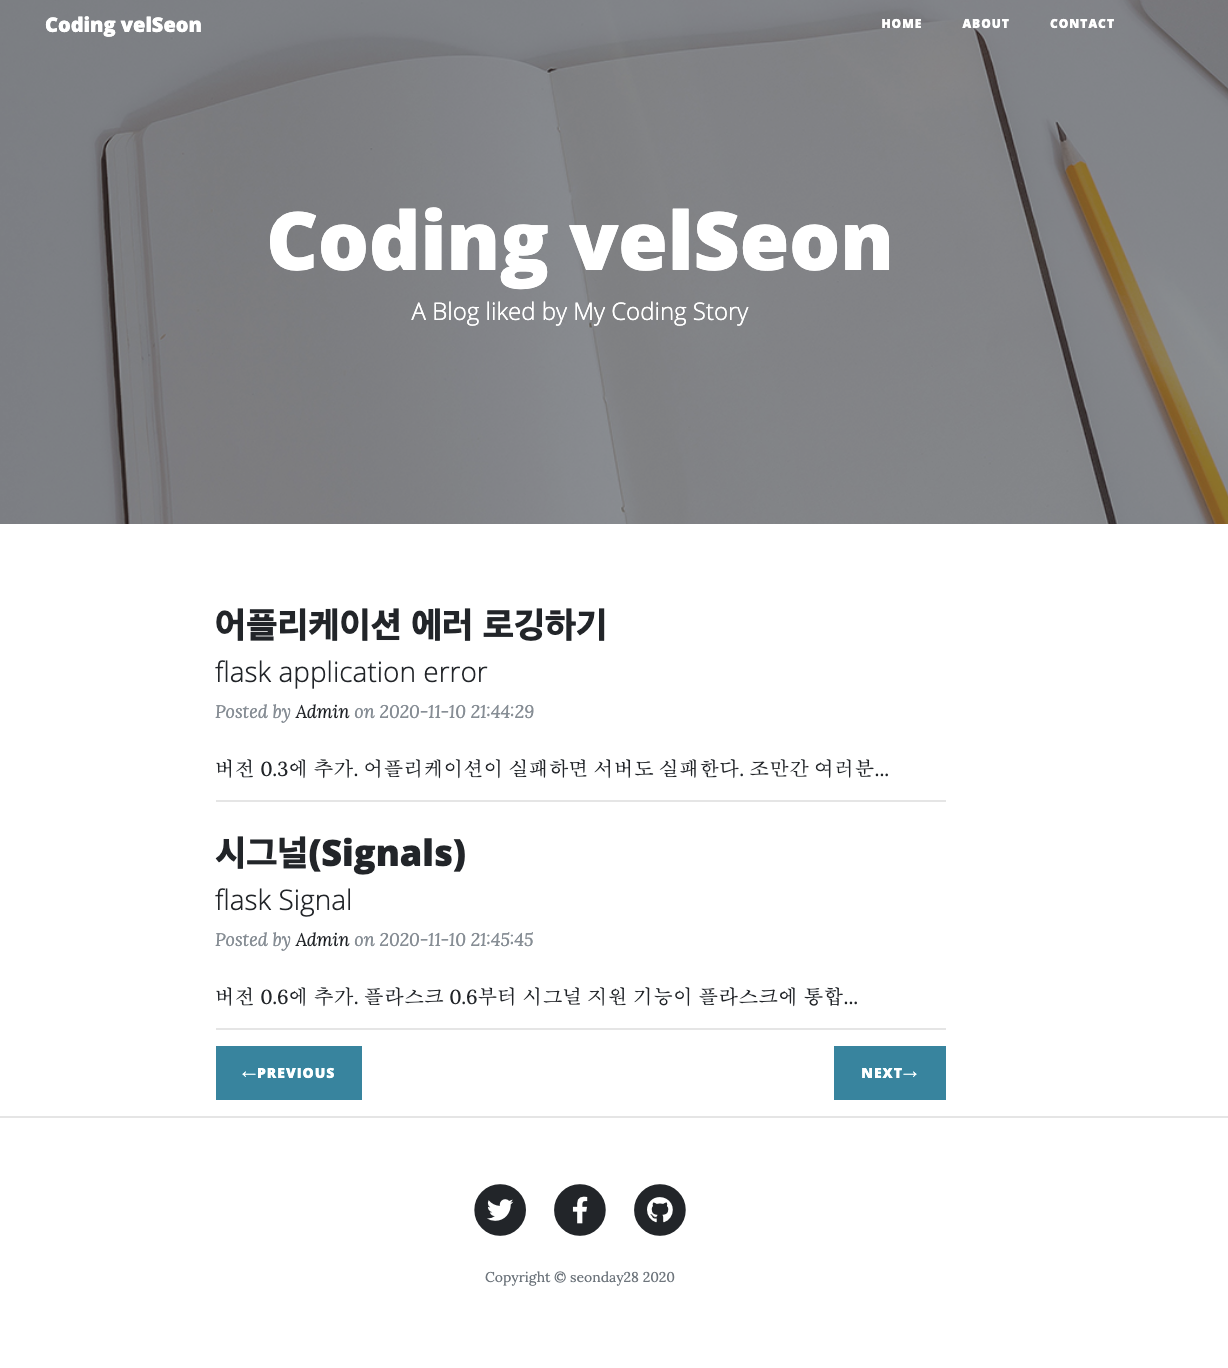 Coding velSeon
HOME ABOUT CONTACT
Coding velSeon
A Blog liked by My Coding Story
어플리케이션 에러 로깅하기
flask application error
Posted by Admin on 2020-11-10 21:44:29
버전 0.3에 추가. 어플리케이션이 실패하면 서버도 실패한다. 조만간 여러분...
시그널(Signals)
flask Signal
Posted by Admin on 2020-11-10 21:45:45
버전 0.6에 추가. 플라스크 0.6부터 시그널 지원 기능이 플라스크에 통합...
←PREVIOUS NEXT→
Copyright © seonday28 2020